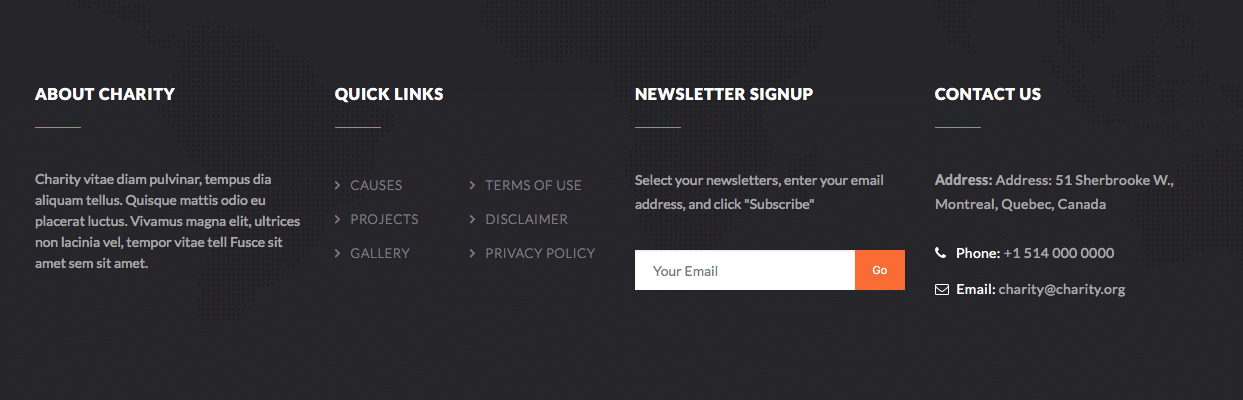 ABOUT CHARITY
Charity vitae diam pulvinar, tempus dia
aliquam tellus. Quisque mattis odio eu
placerat luctus. Vivamus magna elit, ultrices
non lacinia vel, tempor vitae tell Fusce sit
amet sem sit amet.
QUICK LINKS
CAUSES
PROJECTS
GALLERY
TERMS OF USE
DISCLAIMER
PRIVACY POLICY
NEWSLETTER SIGNUP
Select your newsletters, enter your email
address, and click "Subscribe"
Your Email
Go
CONTACT US
Address: Address: 51 Sherbrooke W.,
Montreal, Quebec, Canada
Phone: +1 514 000 0000
Email: charity@charity.org